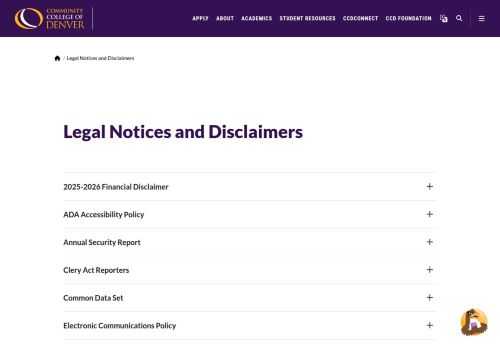 COMMUNITY
COLLEGE OF
DENVER
APPLY ABOUT ACADEMICS STUDENT RESOURCES CCDCONNECT CCD FOUNDATION
/ Legal Notices and Disclaimers
Legal Notices and Disclaimers
2025-2026 Financial Disclaimer
ADA Accessibility Policy
Annual Security Report
Clery Act Reporters
Common Data Set
Electronic Communications Policy